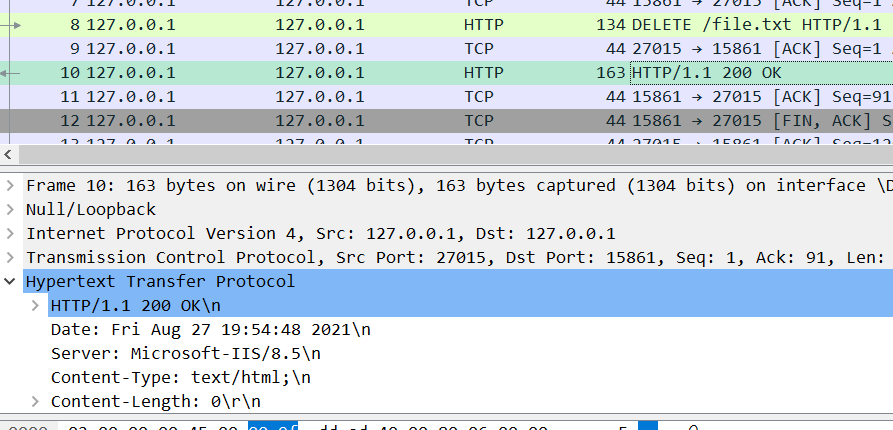 7 127.0.0.1 127.0.0.1 TCP 44 15861 → 27015 [ACK] Seq=1
8 127.0.0.1 127.0.0.1 HTTP 134 DELETE /file.txt HTTP/1.1
9 127.0.0.1 127.0.0.1 TCP 44 27015 → 15861 [ACK] Seq=1
10 127.0.0.1 127.0.0.1 HTTP 163 HTTP/1.1 200 OK
11 127.0.0.1 127.0.0.1 TCP 44 15861 → 27015 [ACK] Seq=91
12 127.0.0.1 127.0.0.1 TCP 44 15861 → 27015 [FIN, ACK] S
13 127.0.0.1 127.0.0.1 TCP 44 27015 → 15861 [ACK]
Frame 10: 163 bytes on wire (1304 bits), 163 bytes captured (1304 bits) on interface \D
Null/Loopback
Internet Protocol Version 4, Src: 127.0.0.1, Dst: 127.0.0.1
Transmission Control Protocol, Src Port: 27015, Dst Port: 15861, Seq: 1, Ack: 91, Len:
Hypertext Transfer Protocol
HTTP/1.1 200 OK\n
Date: Fri Aug 27 19:54:48 2021\n
Server: Microsoft-IIS/8.5\n
Content-Type: text/html;\n
Content-Length: 0\r\n